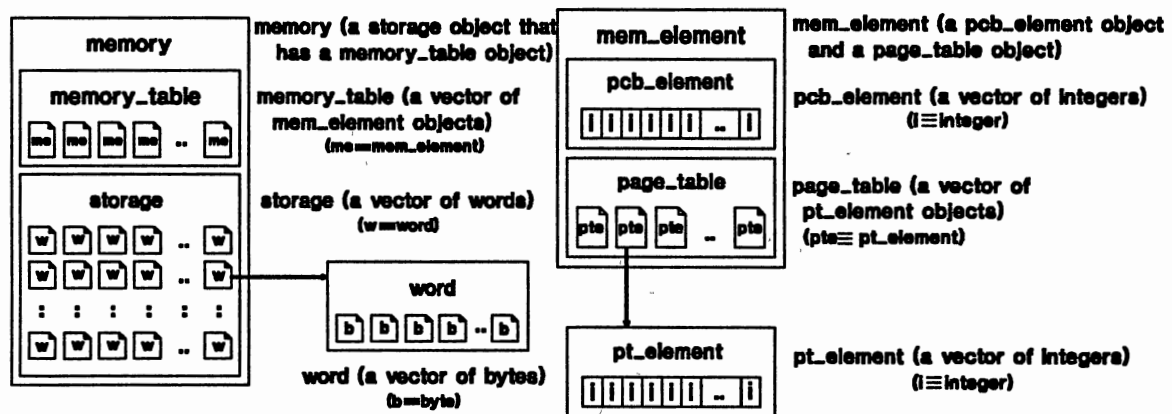 memory
memory_table
me me me me .. me
storage
w w w w .. w
w w w w .. w
: : : : : :
w w w w .. w
memory (a storage object that
has a memory_table object)
memory_table (a vector of
mem_element objects)
(me==mem_element)
storage (a vector of words)
(w==word)
word
b b b b .. b
word (a vector of bytes)
(b==byte)
mem_element
pcb_element
i i i i i i .. i
page_table
pte pte pte .. pte
pt_element
i i i i i i .. i
mem_element (a pcb_element object
and a page_table object)
pcb_element (a vector of integers)
(i≡integer)
page_table (a vector of
pt_element objects)
(pte≡ pt_element)
pt_element (a vector of integers)
(i≡integer)